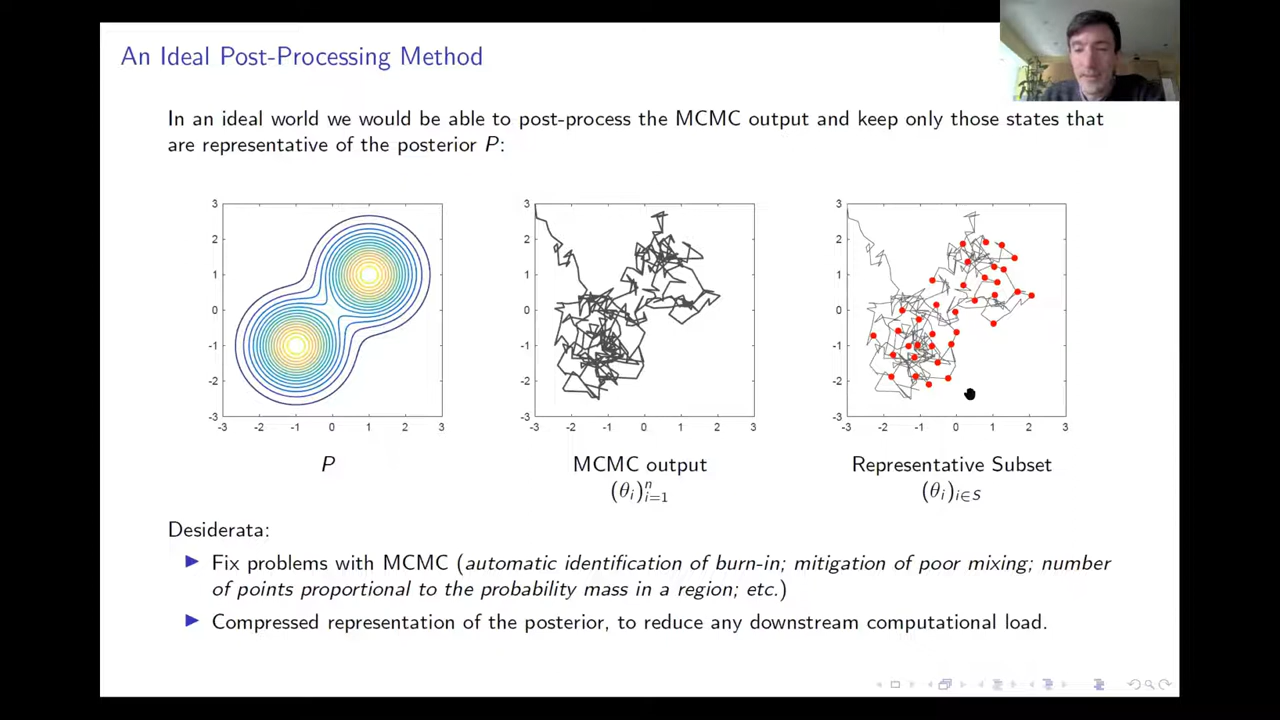 An Ideal Post-Processing Method
In an ideal world we would be able to post-process the MCMC output and keep only those states that
are representative of the posterior P:
3 3 3
2 2 2
1 1 1
0 0 0
-1 -1 -1
-2 -2 -2
-3 -3 -3
-3 -2 -1 0 1 2 3 -3 -2 -1 0 1 2 3 -3 -2 -1 0 1 2 3
P MCMC output Representative Subset
(θᵢ)ⁿᵢ₌₁ (θᵢ)i∈S
Desiderata:
▶ Fix problems with MCMC (automatic identification of burn-in; mitigation of poor mixing; number
of points proportional to the probability mass in a region; etc.)
▶ Compressed representation of the posterior, to reduce any downstream computational load.